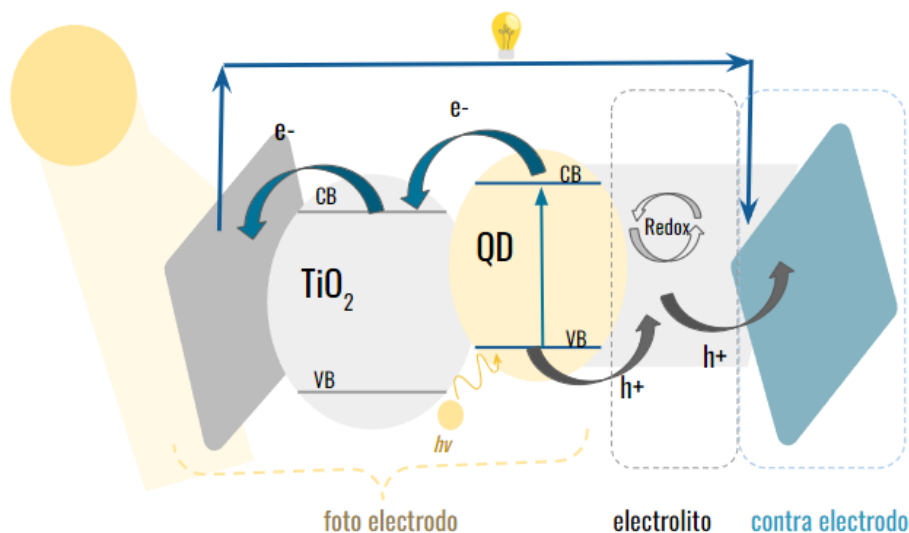 e-
e-
CB
CB
QD
Redox
TiO₂
VB
VB
h+
h+
hv
foto electrodo
electrolito
contra electrodo